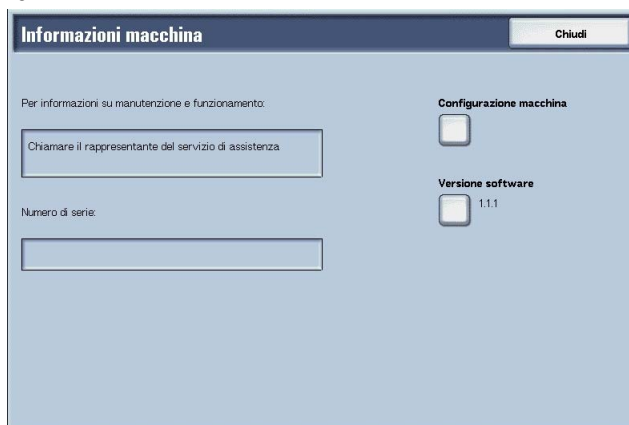 Informazioni macchina
Chiudi
Per informazioni su manutenzione e funzionamento:
Chiamare il rappresentante del servizio di assistenza
Numero di serie:
Configurazione macchina
Versione software
1.1.1